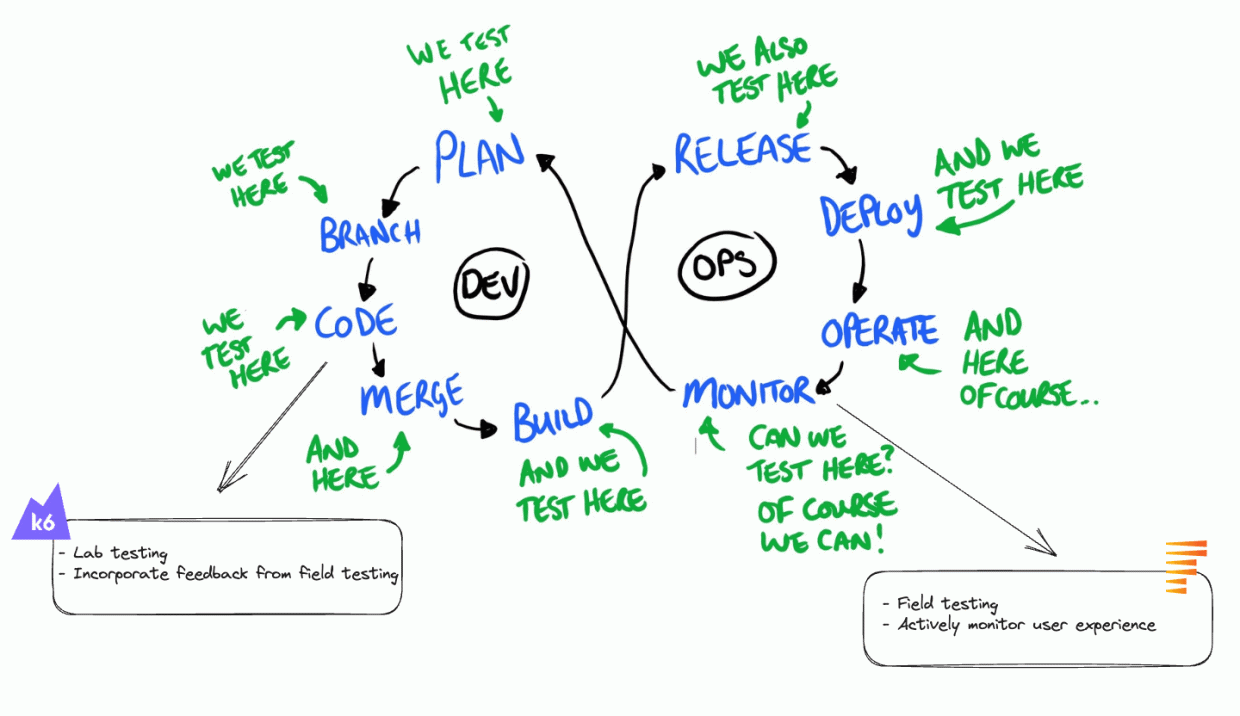 WE TEST
HERE
PLAN
WE TEST
HERE
BRANCH
WE
TEST
HERE
CODE
DEV
MERGE
AND
HERE
BUILD
AND WE
TEST HERE
WE ALSO
TEST HERE
RELEASE
AND WE
TEST HERE
DEPLOY
OPS
OPERATE
AND
HERE
OF COURSE...
MONITOR
CAN WE
TEST HERE?
OF COURSE
WE CAN!
k6
- Lab testing
- Incorporate feedback from field testing
- Field testing
- Actively monitor user experience